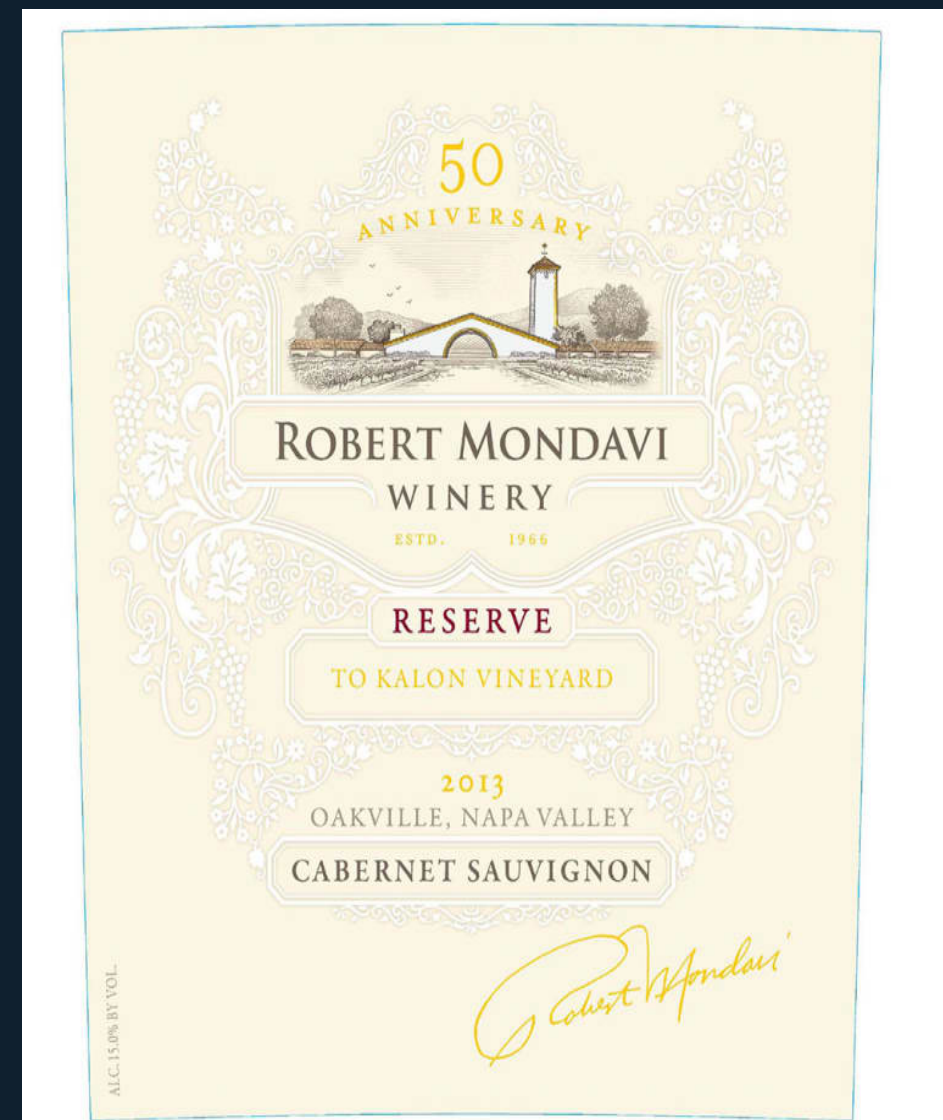 50
ANNIVERSARY
ROBERT MONDAVI
WINERY
ESTD. 1966
RESERVE
TO KALON VINEYARD
2013
OAKVILLE, NAPA VALLEY
CABERNET SAUVIGNON
Robert Mondavi
ALC. 15.0% BY VOL.